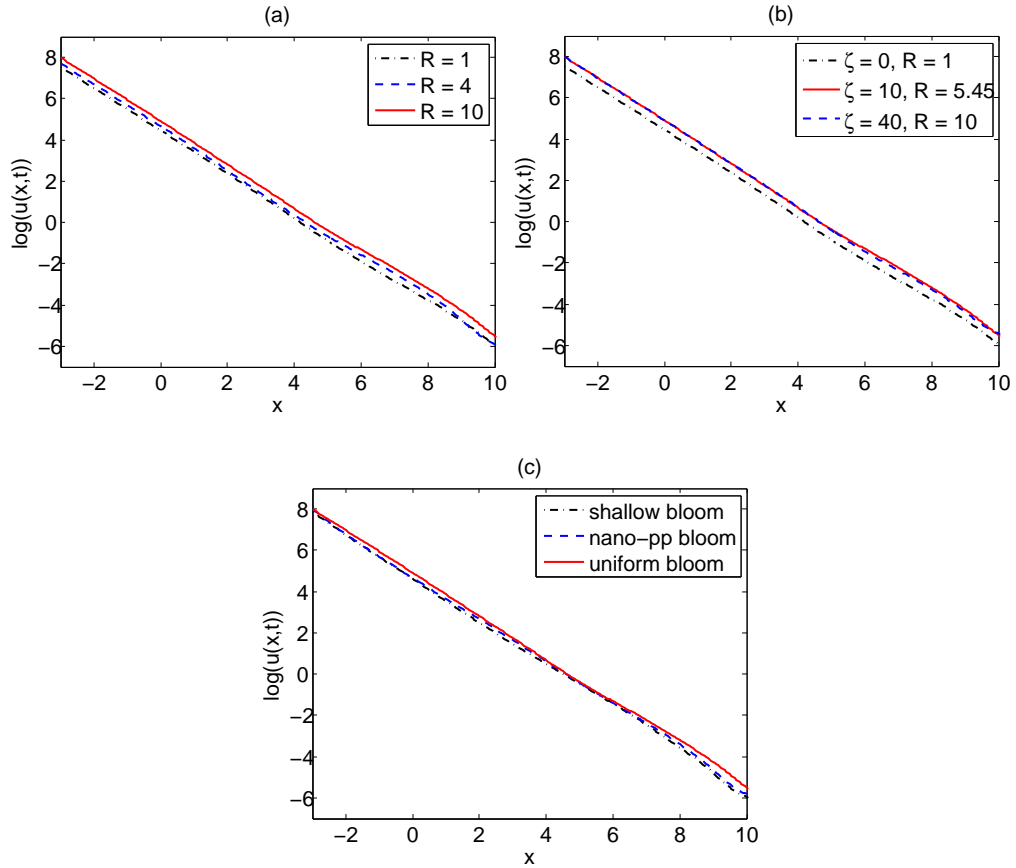 (a)
8
6
4
2
0
−2
−4
−6
−2
0
2
4
6
8
10
x
log(u(x,t))
R = 1
R = 4
R = 10
(b)
8
6
4
2
0
−2
−4
−6
−2
0
2
4
6
8
10
x
log(u(x,t))
ζ = 0, R = 1
ζ = 10, R = 5.45
ζ = 40, R = 10
(c)
8
6
4
2
0
−2
−4
−6
−2
0
2
4
6
8
10
x
log(u(x,t))
shallow bloom
nano−pp bloom
uniform bloom